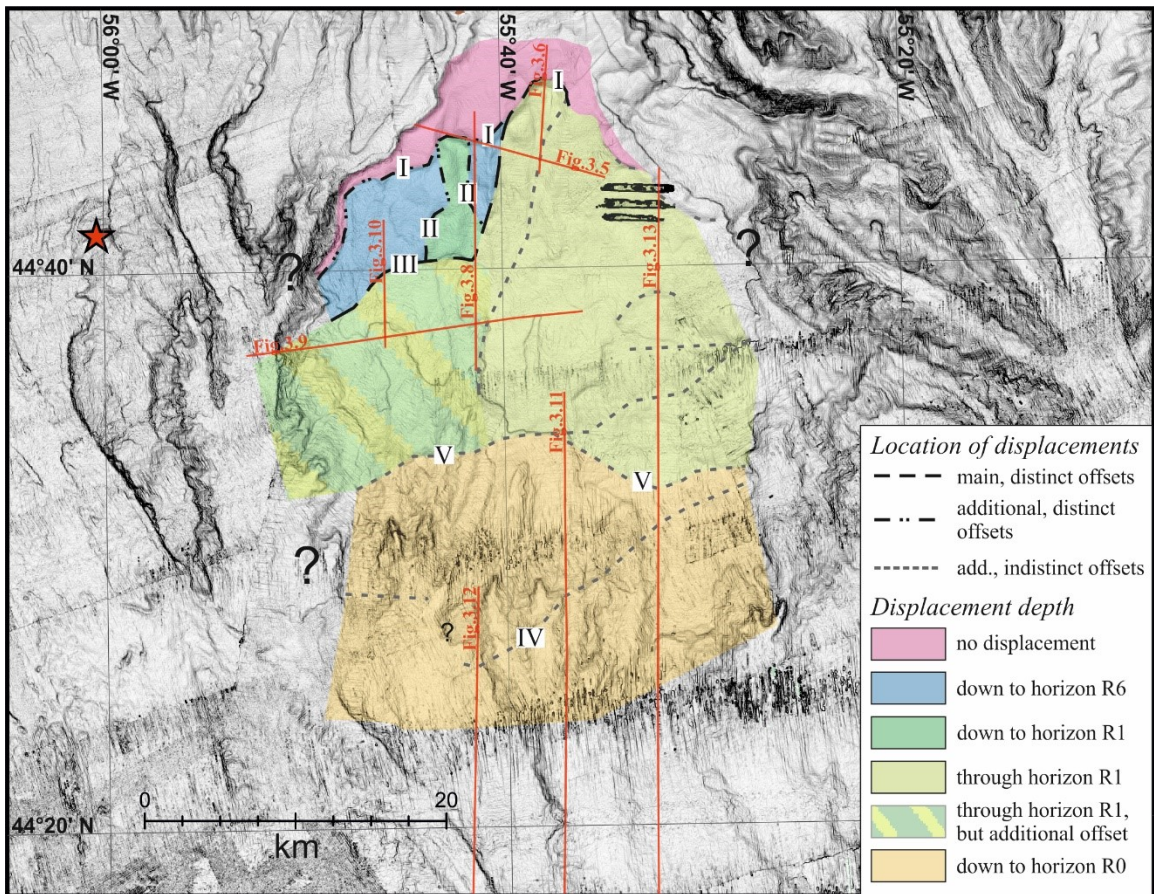 56°00' W
55°40' W
55°20' W
Fig.3.6
I
I
Fig.3.5
I
II
II
Fig.3.10
Fig.3.13
?
?
44°40' N
III
Fig.3.8
Fig.3.9
Fig.3.11
V
V
?
Fig.3.12
?
IV
0
20
km
44°20' N
Location of displacements
main, distinct offsets
additional, distinct
offsets
add., indistinct offsets
Displacement depth
no displacement
down to horizon R6
down to horizon R1
through horizon R1
through horizon R1,
but additional offset
down to horizon R0